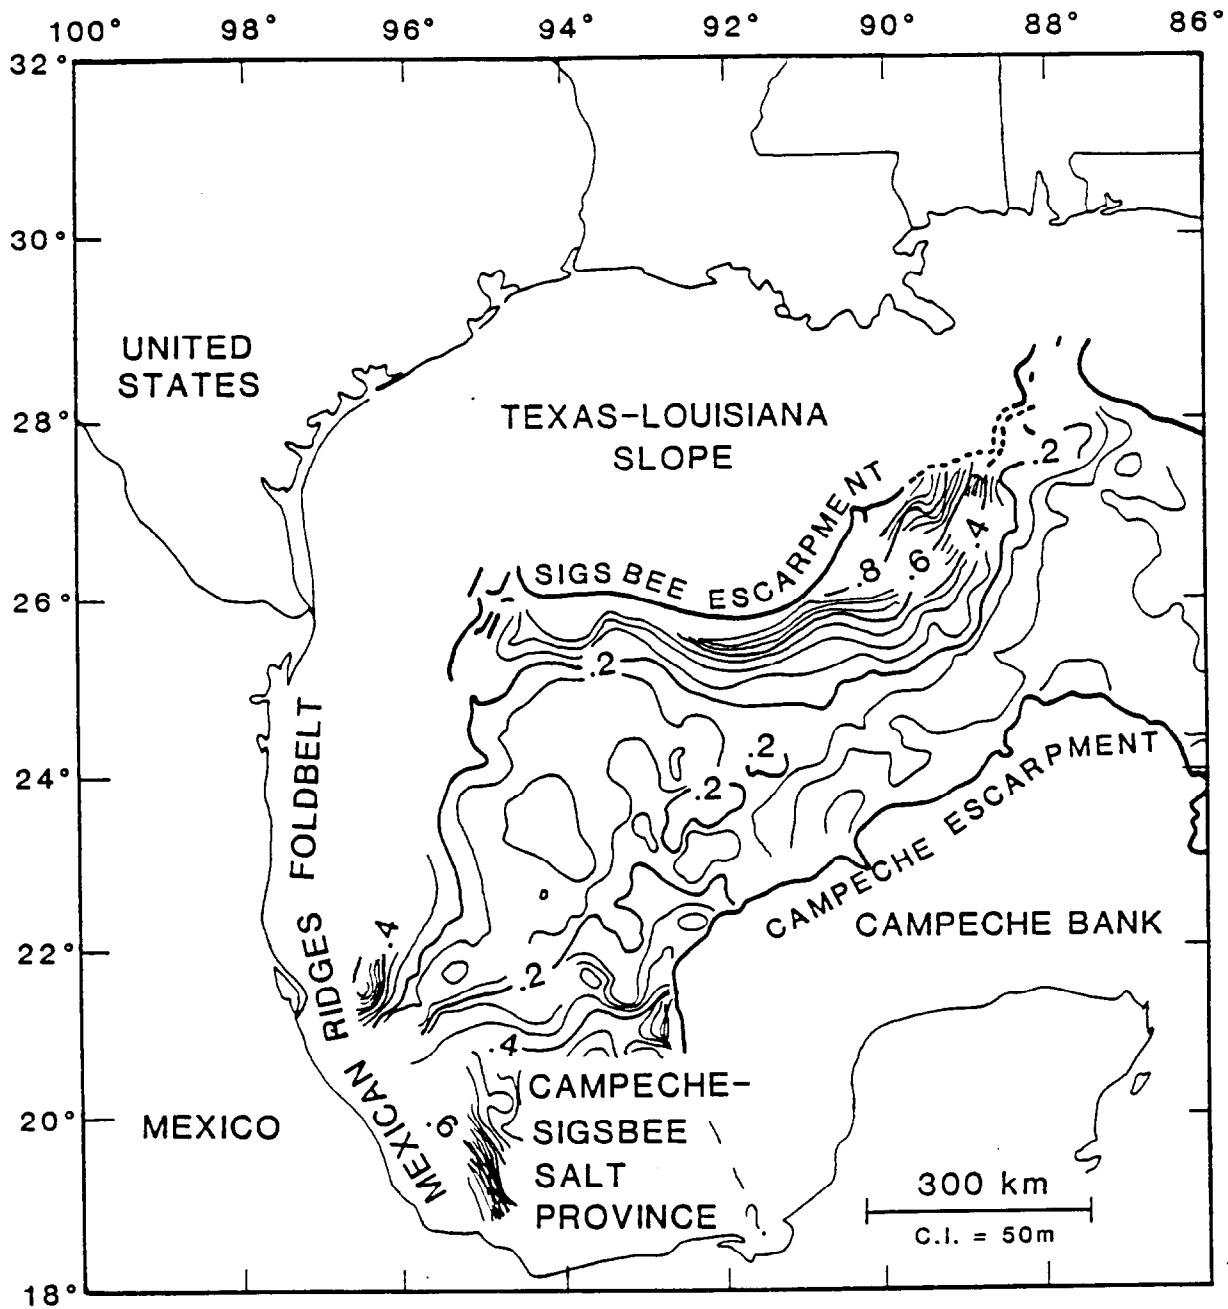 100° 98° 96° 94° 92° 90° 88° 86°
32°
30°
28°
26°
24°
22°
20°
18°
UNITED
STATES
TEXAS-LOUISIANA
SLOPE
SIGSBEE ESCARPMENT
.2
.4
.6
.8
.2
.2
.2
MEXICAN RIDGES FOLDBELT
CAMPECHE ESCARPMENT
CAMPECHE BANK
.4
.2
.4
.6
MEXICO
CAMPECHE-
SIGSBEE
SALT
PROVINCE
300 km
C.I. = 50m